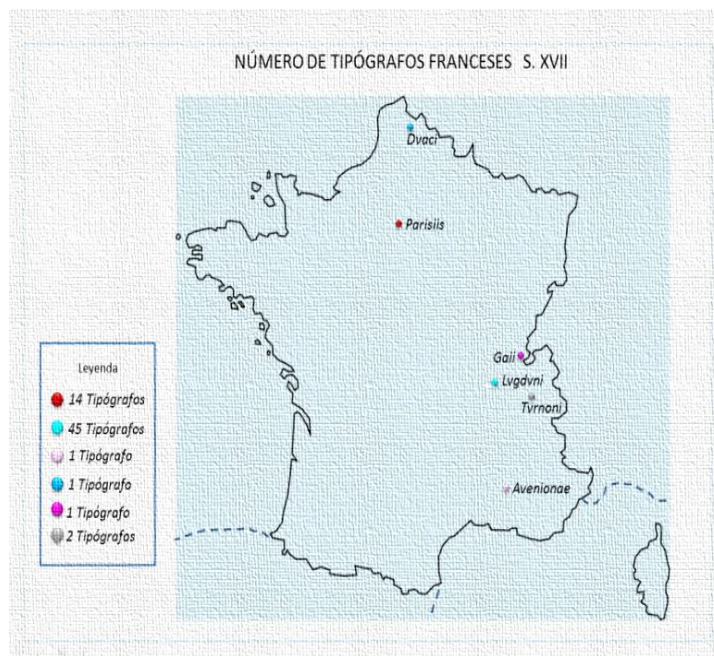 NÚMERO DE TIPÓGRAFOS FRANCESES S. XVII
Dvaci
Parisiis
Gaii
Lvgdvni
Tvrnoni
Avenionae
Leyenda
14 Tipógrafos
45 Tipógrafos
1 Tipógrafo
1 Tipógrafo
1 Tipógrafo
2 Tipógrafos